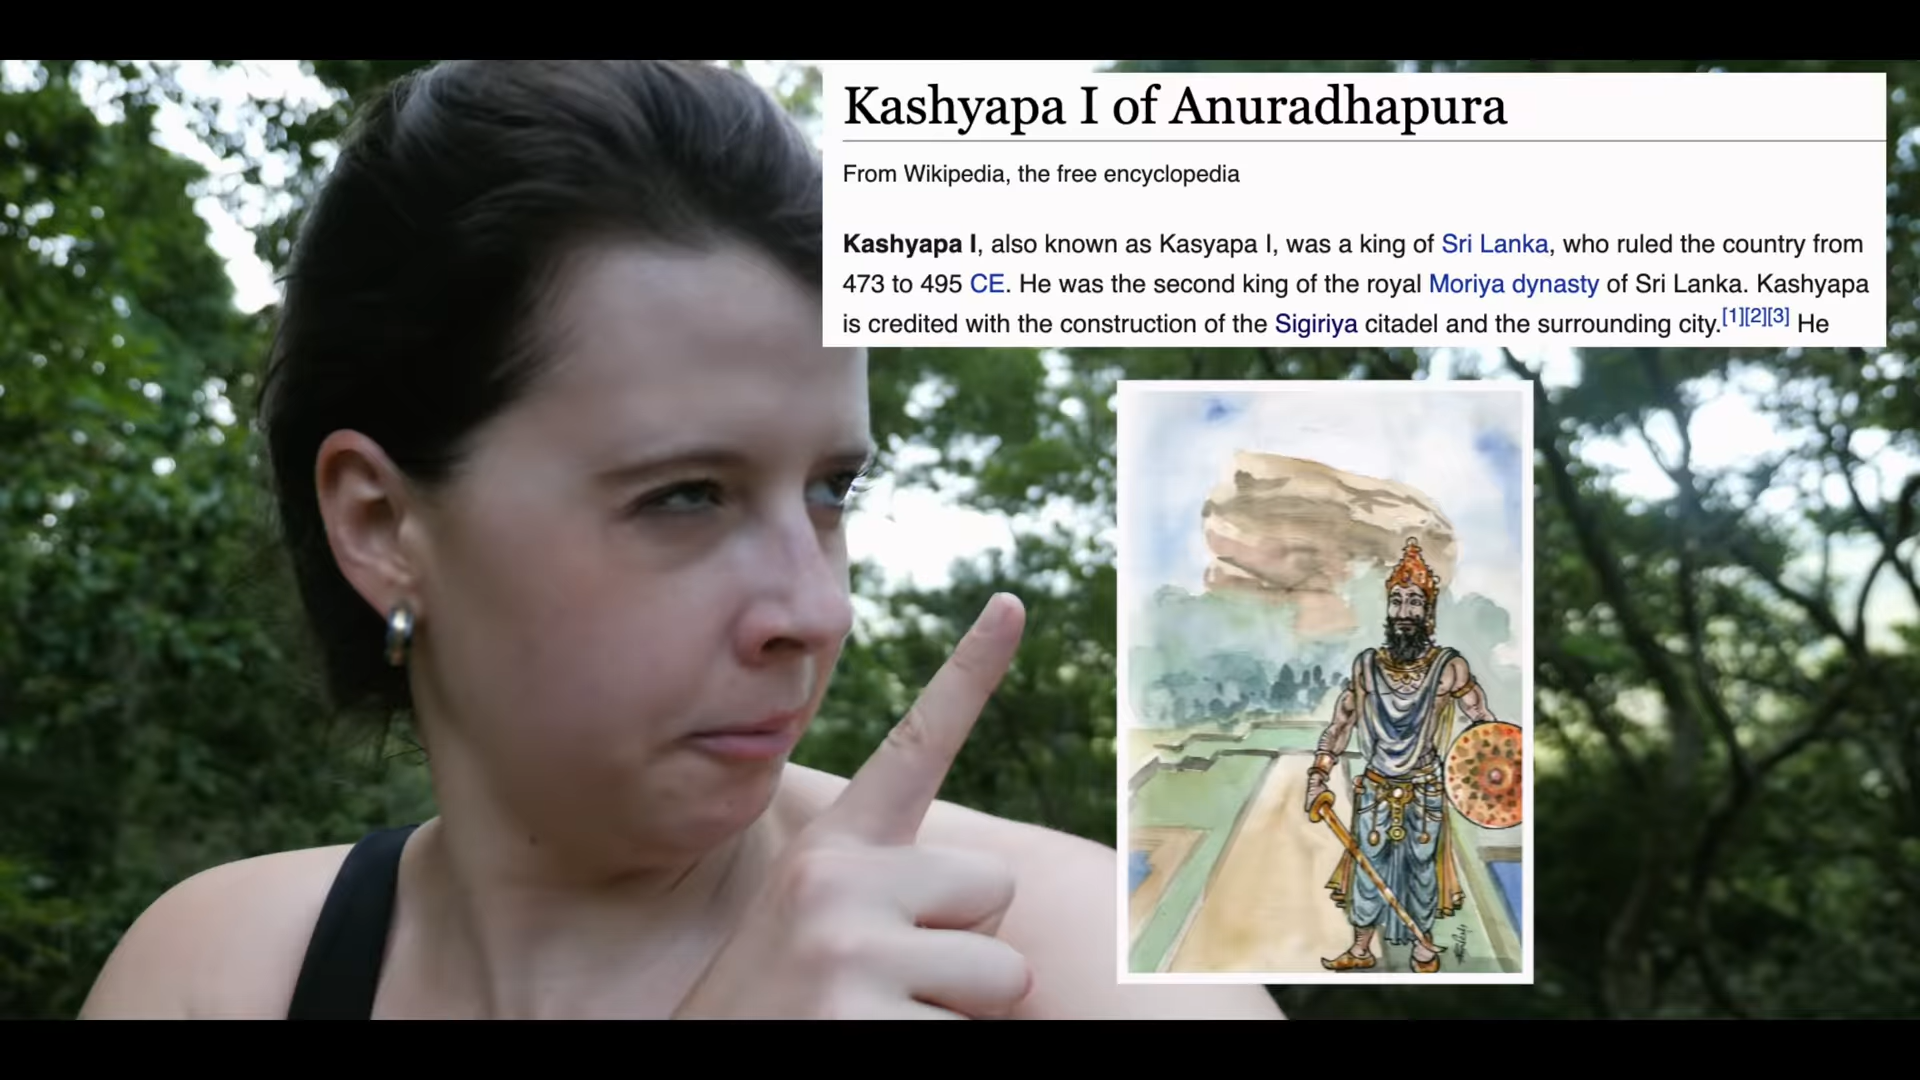 Kashyapa I of Anuradhapura
From Wikipedia, the free encyclopedia
Kashyapa I, also known as Kasyapa I, was a king of Sri Lanka, who ruled the country from
473 to 495 CE. He was the second king of the royal Moriya dynasty of Sri Lanka. Kashyapa
is credited with the construction of the Sigiriya citadel and the surrounding city.[1][2][3] He